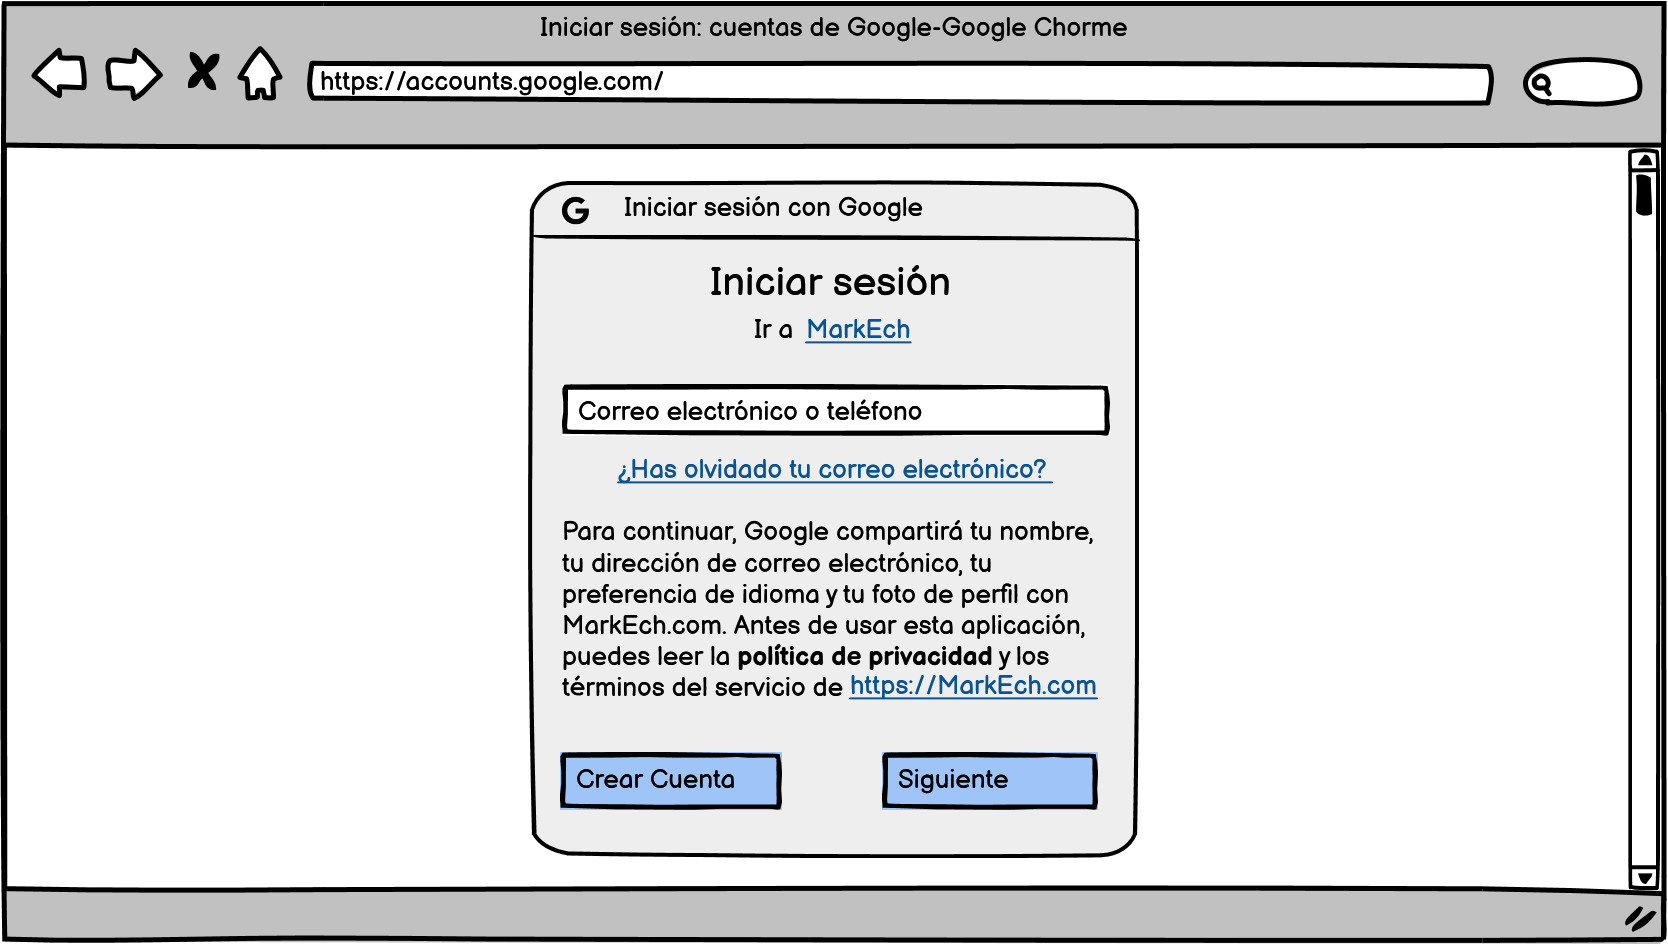 Iniciar sesión: cuentas de Google-Google Chorme
https://accounts.google.com/
G Iniciar sesión con Google
Iniciar sesión
Ir a MarkEch
Correo electrónico o teléfono
¿Has olvidado tu correo electrónico?
Para continuar, Google compartirá tu nombre,
tu dirección de correo electrónico, tu
preferencia de idioma y tu foto de perfil con
MarkEch.com. Antes de usar esta aplicación,
puedes leer la política de privacidad y los
términos del servicio de https://MarkEch.com
Crear Cuenta
Siguiente